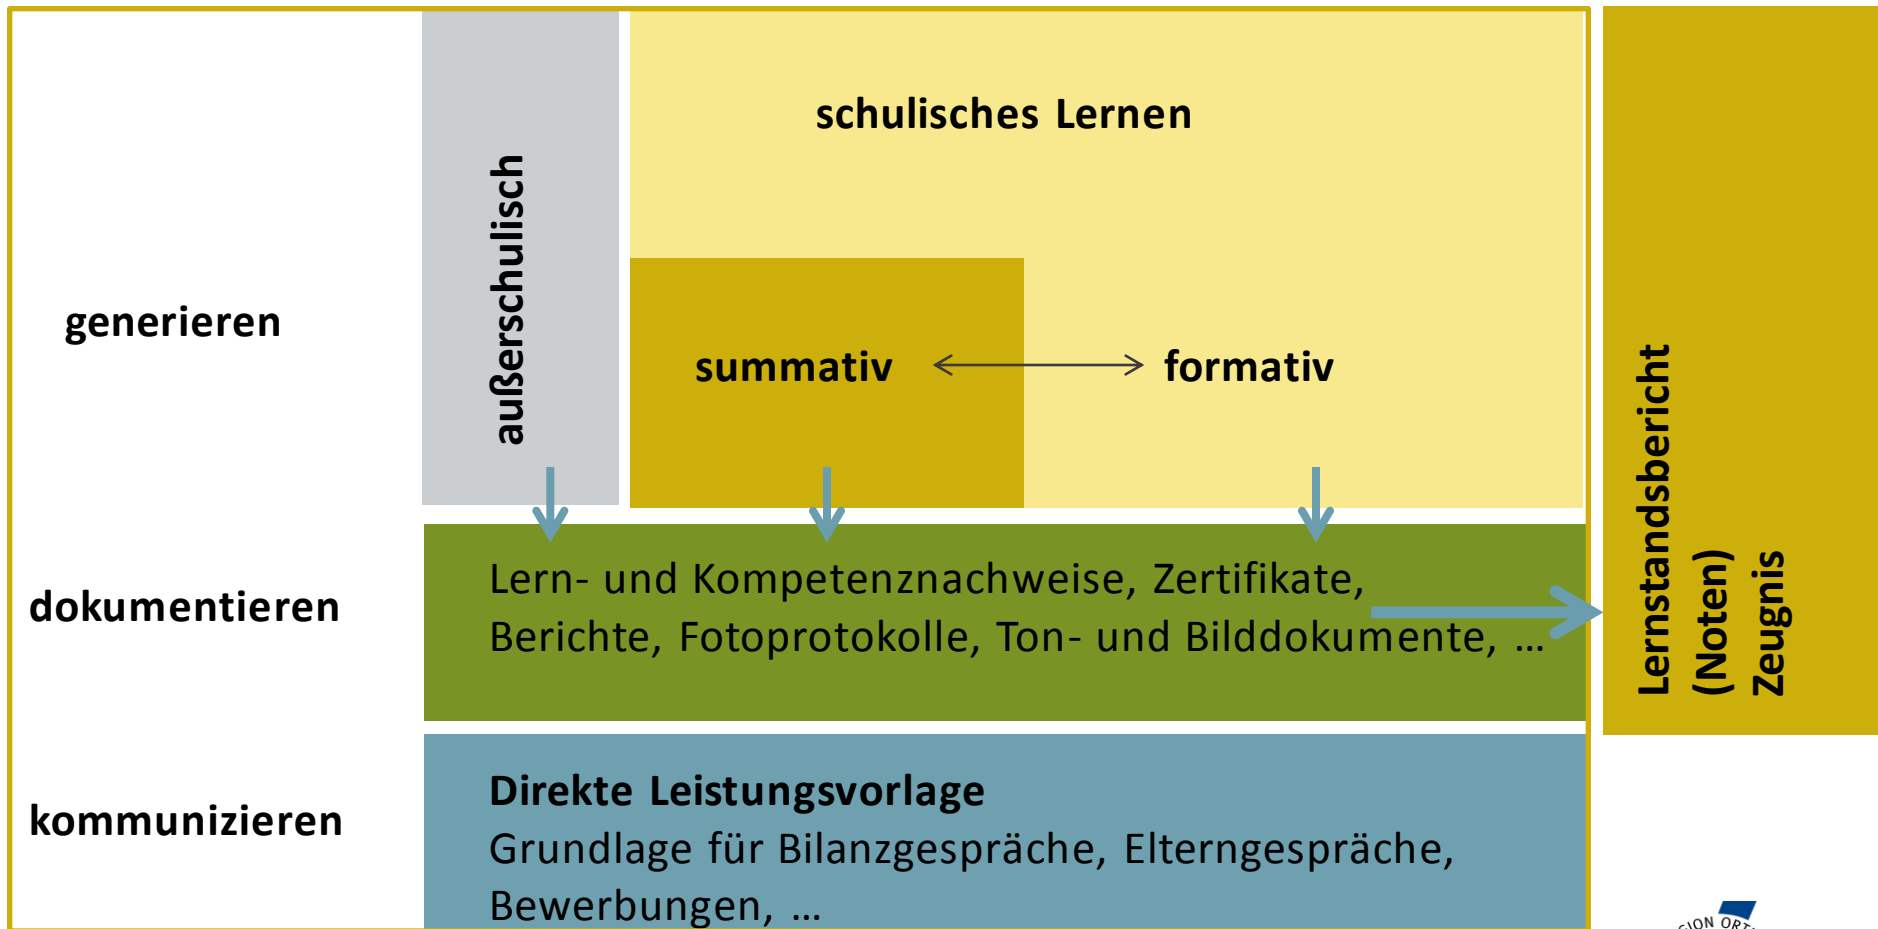 schulisches Lernen
außerschulisch
generieren
summativ
formativ
dokumentieren
Lern- und Kompetenznachweise, Zertifikate,
Berichte, Fotoprotokolle, Ton- und Bilddokumente, …
kommunizieren
Direkte Leistungsvorlage
Grundlage für Bilanzgespräche, Elterngespräche,
Bewerbungen, …
Lernstandsbericht
(Noten)
Zeugnis